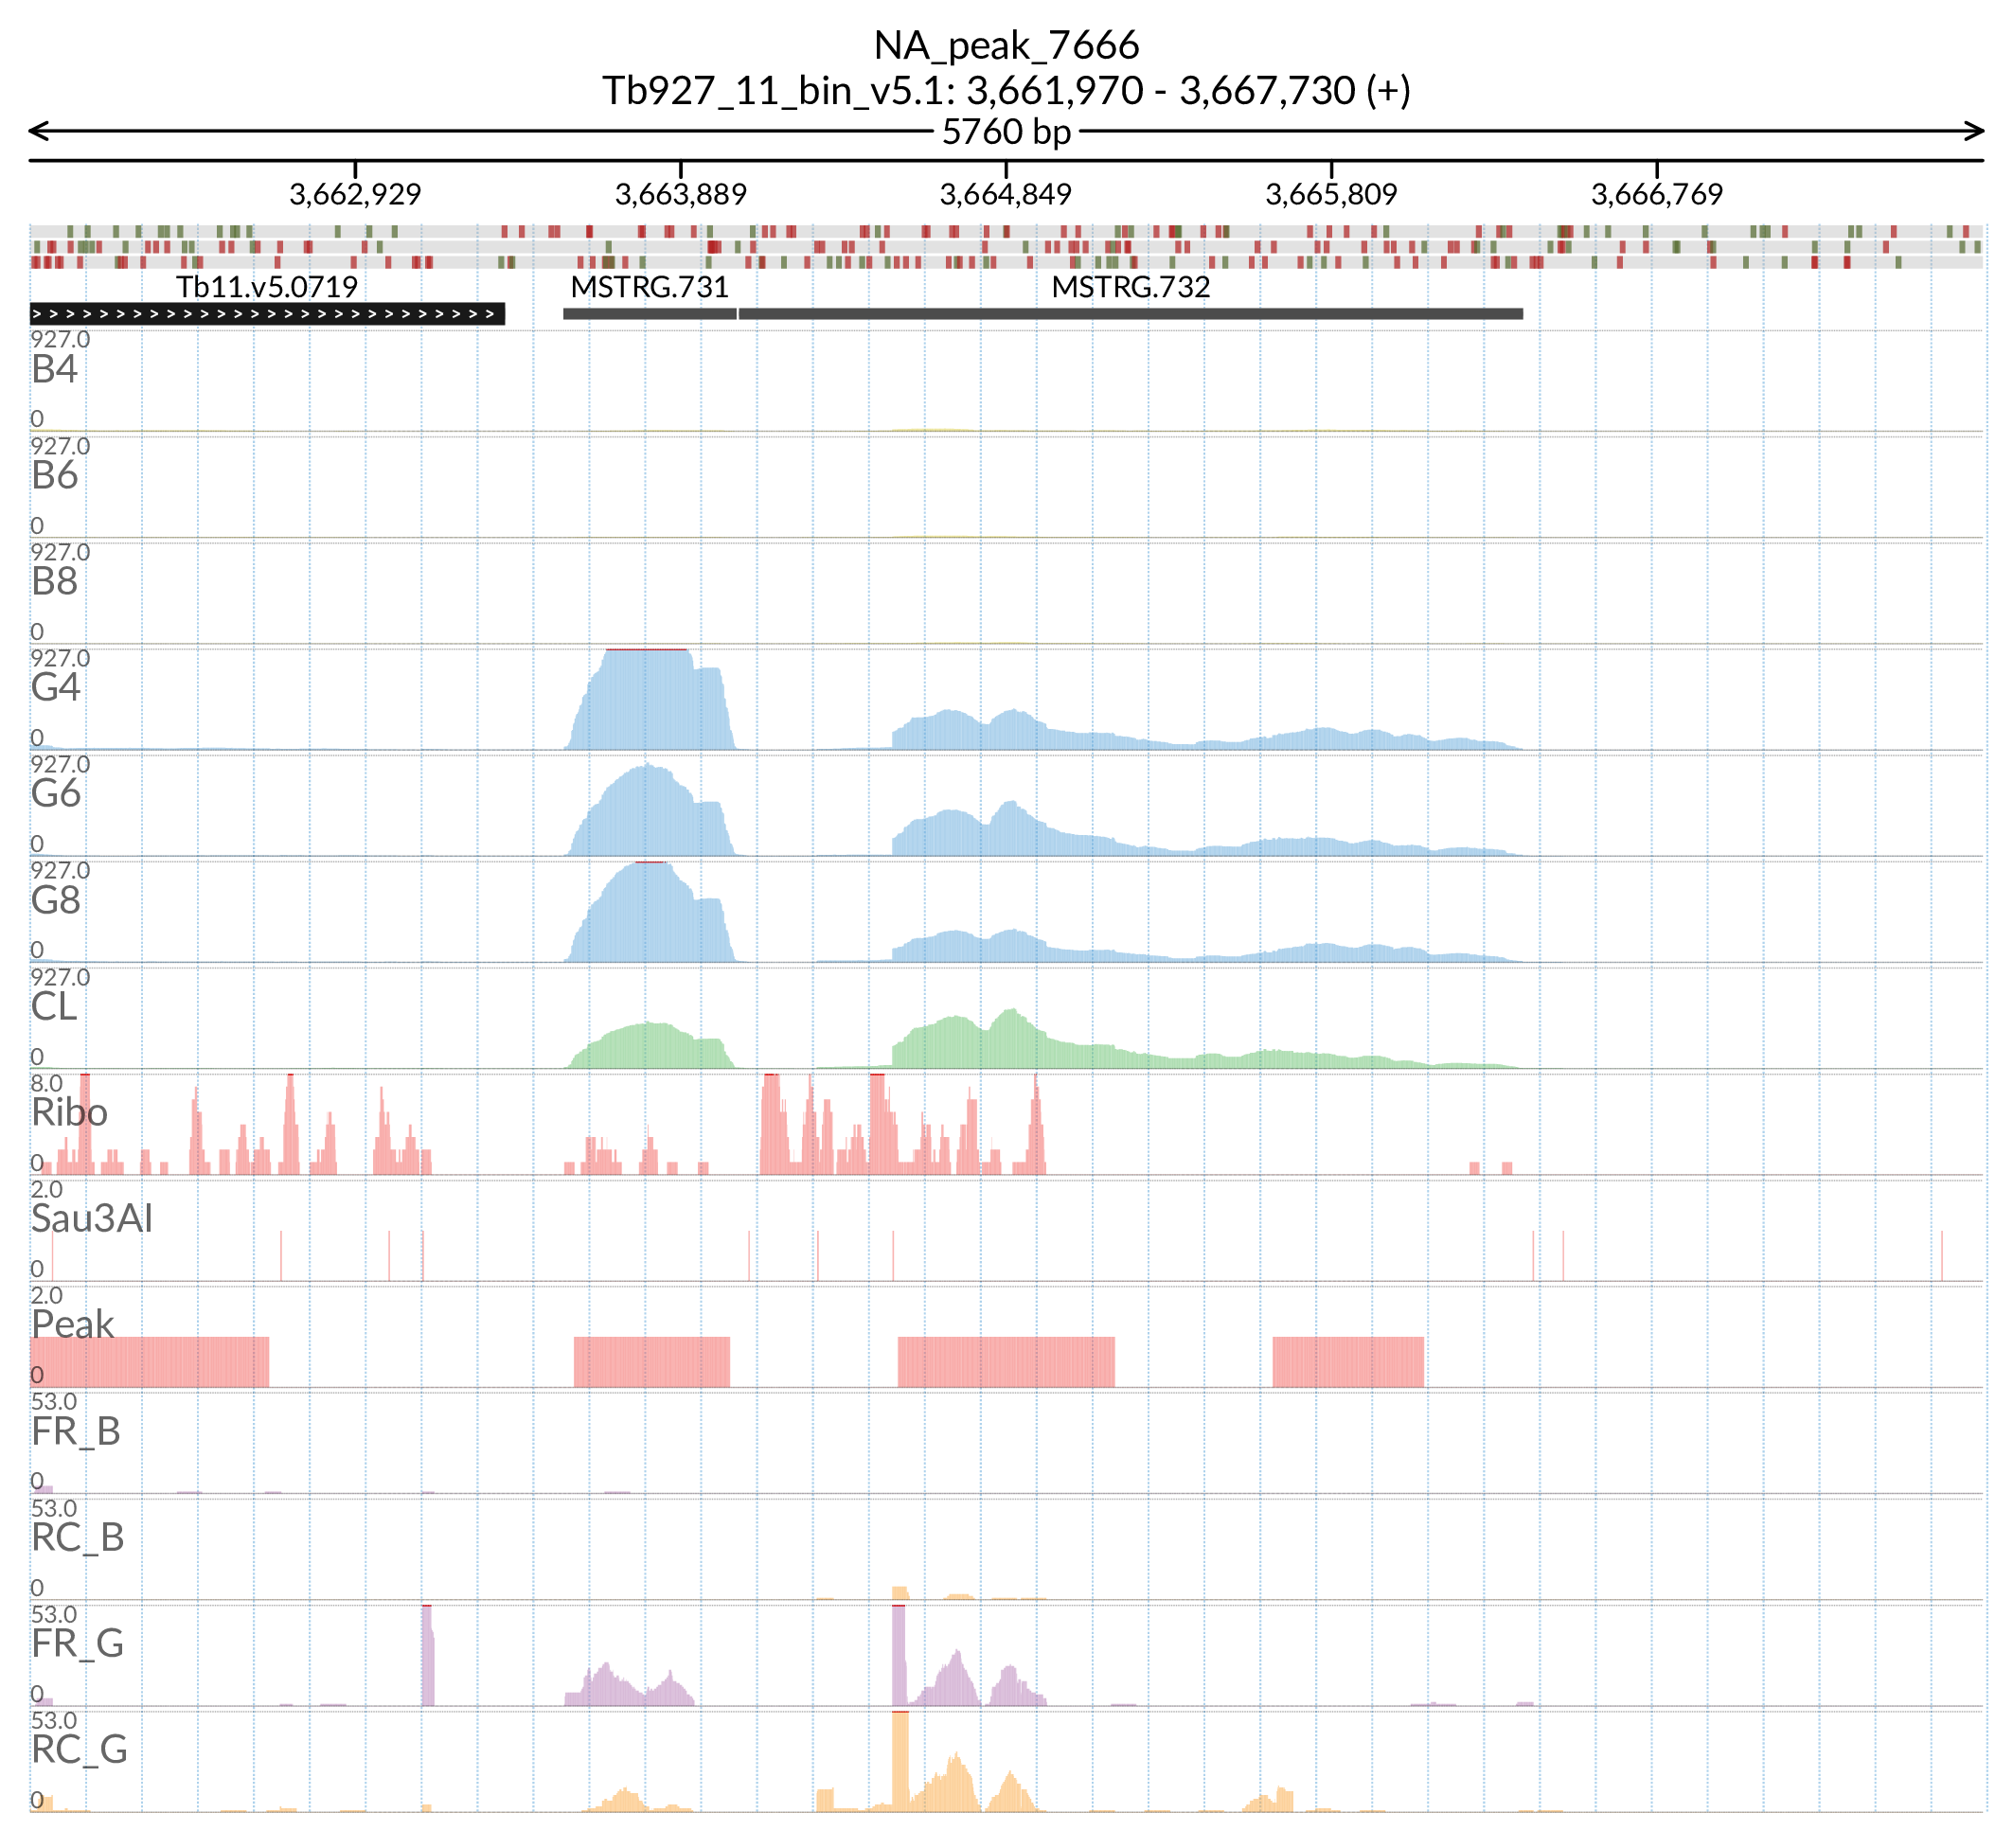 NA_peak_7666
Tb927_11_bin_v5.1: 3,661,970 - 3,667,730 (+)
5760 bp
3,662,929 3,663,889 3,664,849 3,665,809 3,666,769
Tb11.v5.0719 MSTRG.731 MSTRG.732
927.0
B4
0
927.0
B6
0
927.0
B8
0
927.0
G4
0
927.0
G6
0
927.0
G8
0
927.0
CL
0
8.0
Ribo
0
2.0
Sau3AI
0
2.0
Peak
0
53.0
FR_B
0
53.0
RC_B
0
53.0
FR_G
0
53.0
RC_G
0